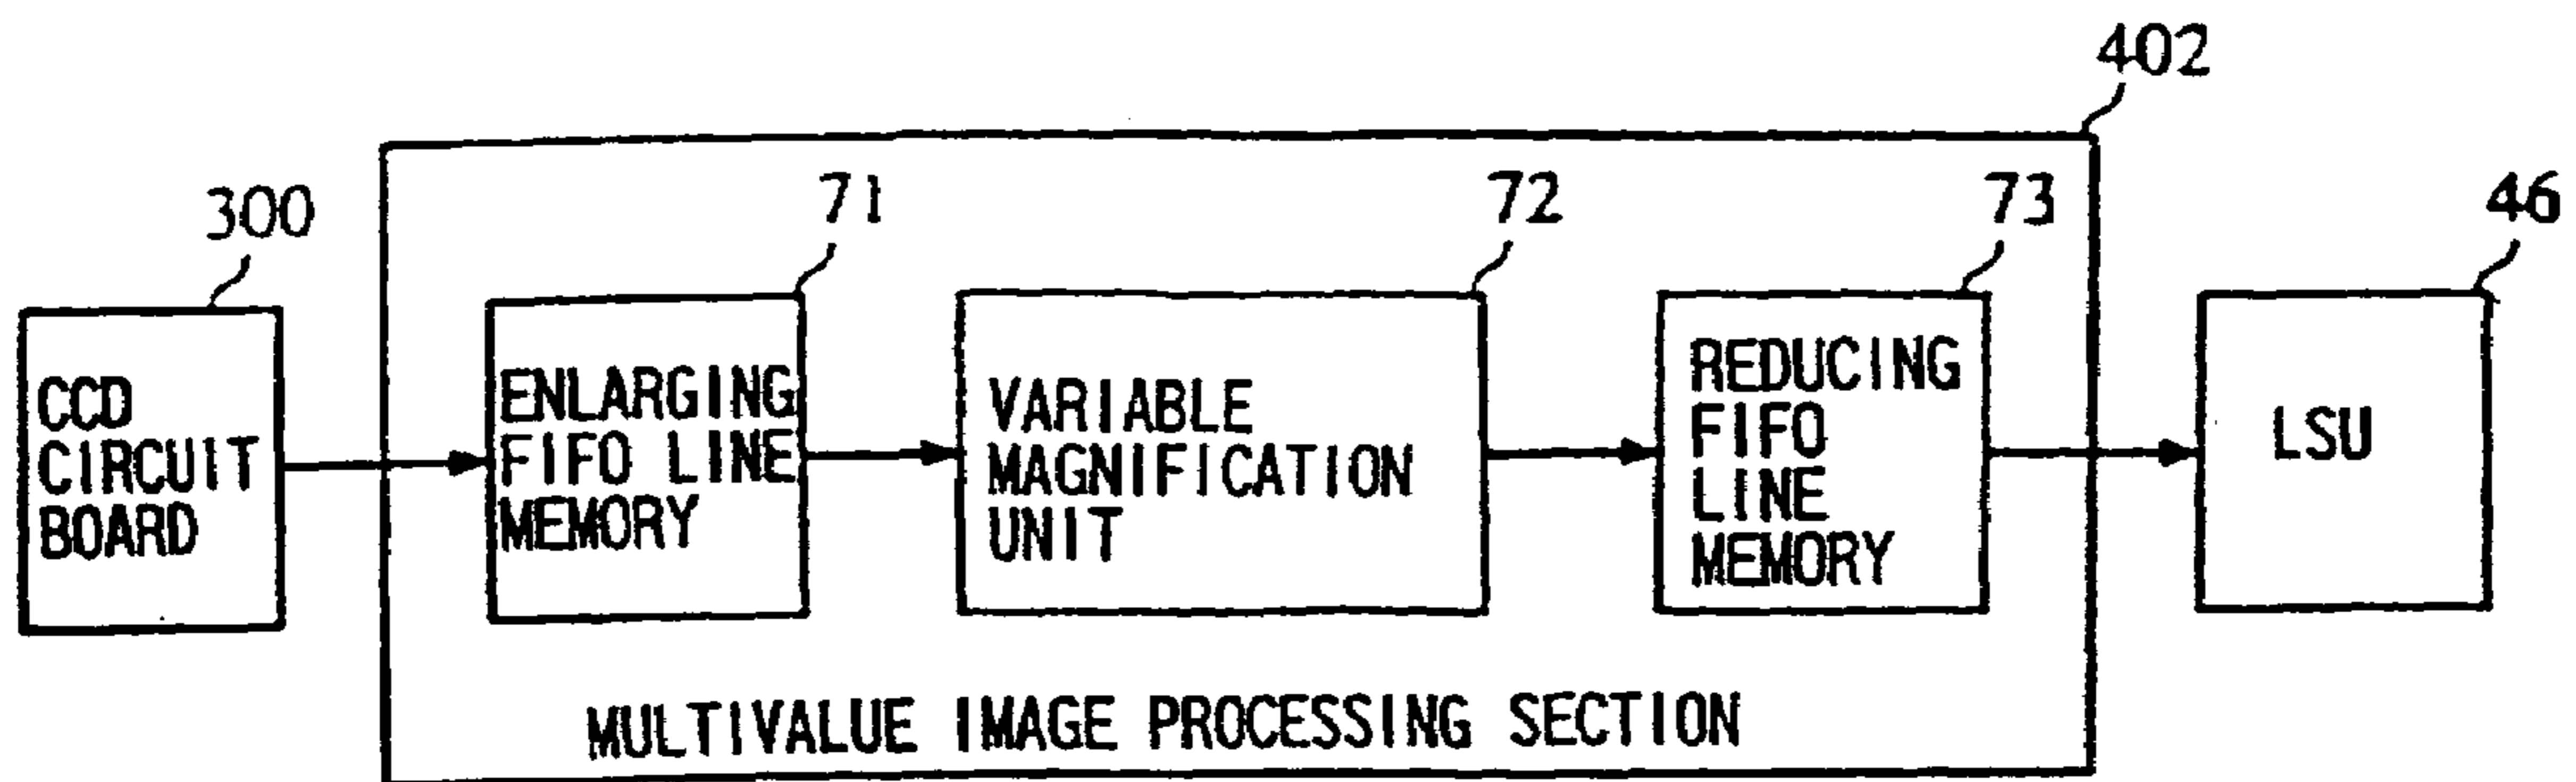 402
300
71
72
73
46
CCD
CIRCUIT
BOARD
ENLARGING
FIFO LINE
MEMORY
VARIABLE
MAGNIFICATION
UNIT
REDUCING
FIFO
LINE
MEMORY
LSU
MULTIVALUE IMAGE PROCESSING SECTION